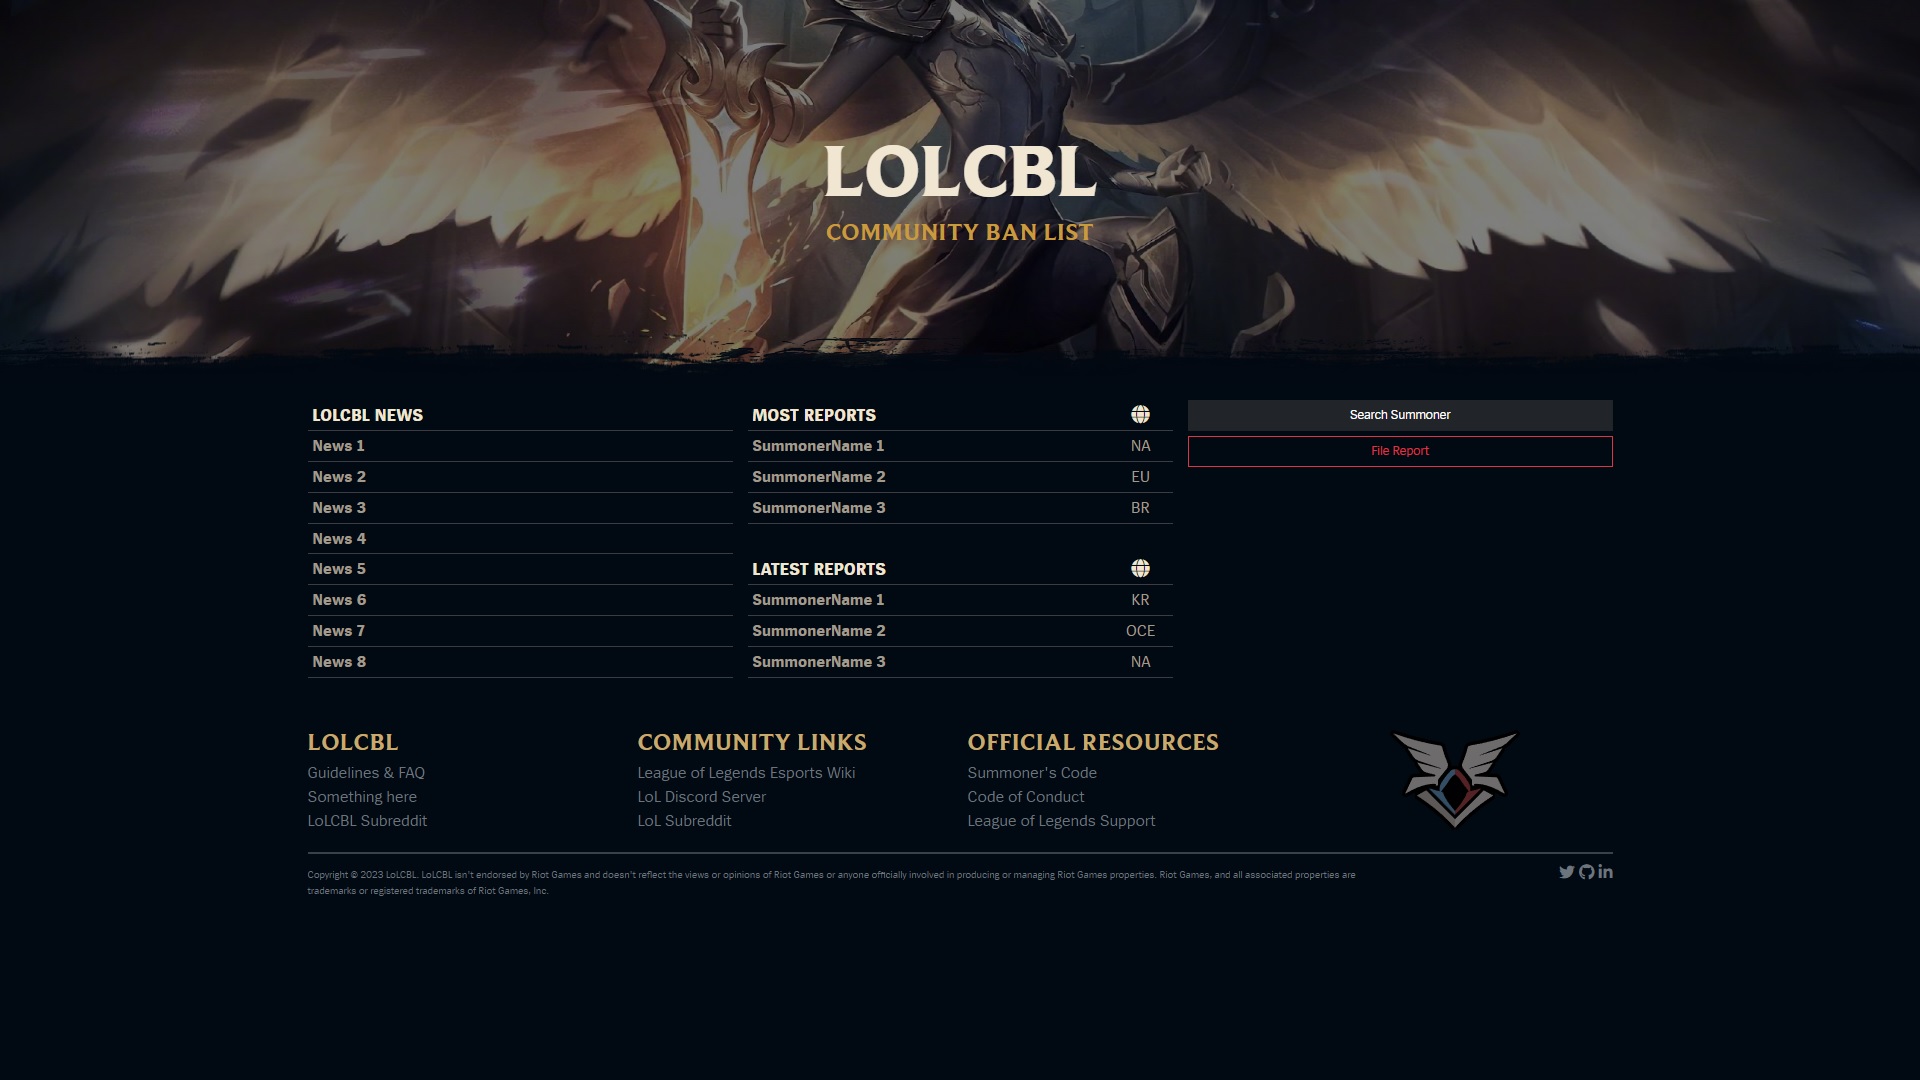 LOLCBL
COMMUNITY BAN LIST
LOLCBL NEWS
News 1
News 2
News 3
News 4
News 5
News 6
News 7
News 8
MOST REPORTS
SummonerName 1 NA
SummonerName 2 EU
SummonerName 3 BR
LATEST REPORTS
SummonerName 1 KR
SummonerName 2 OCE
SummonerName 3 NA
Search Summoner
File Report
LOLCBL
Guidelines & FAQ
Something here
LoLCBL Subreddit
COMMUNITY LINKS
League of Legends Esports Wiki
LoL Discord Server
LoL Subreddit
OFFICIAL RESOURCES
Summoner's Code
Code of Conduct
League of Legends Support
Copyright © 2023 LoLCBL. LoLCBL isn't endorsed by Riot Games and doesn't reflect the views or opinions of Riot Games or anyone officially involved in producing or managing Riot Games properties. Riot Games, and all associated properties are
trademarks or registered trademarks of Riot Games, Inc.